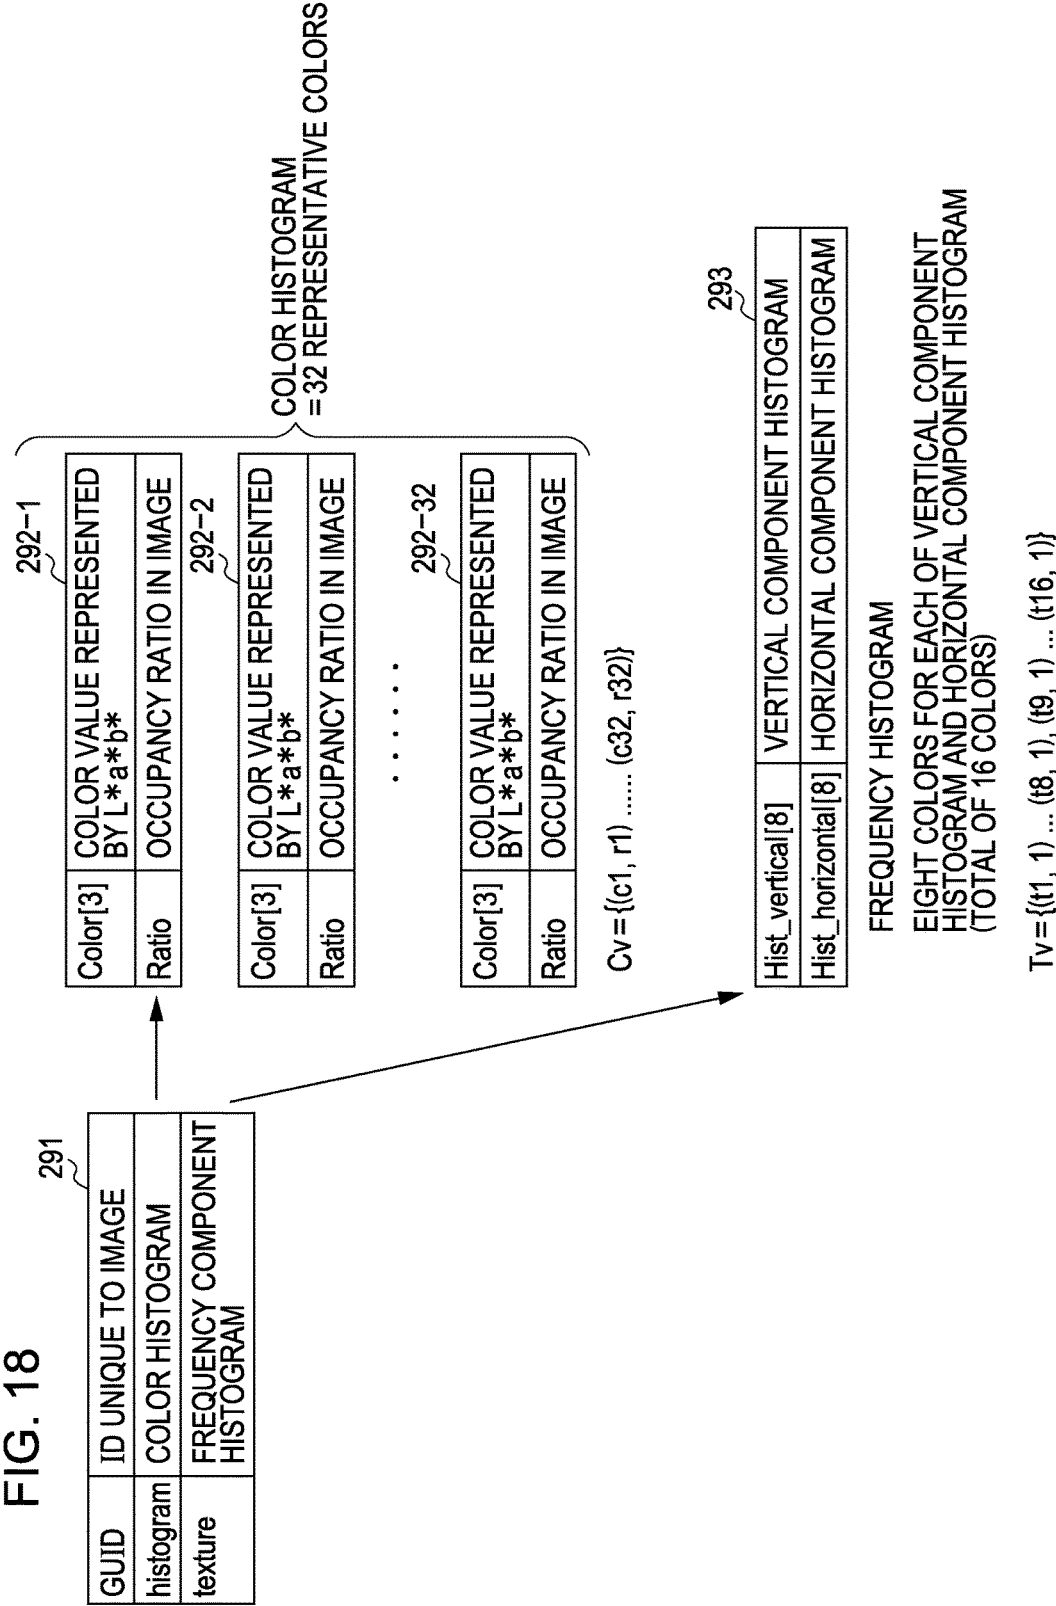 FIG. 18
291
GUID
ID UNIQUE TO IMAGE
histogram
COLOR HISTOGRAM
texture
FREQUENCY COMPONENT
HISTOGRAM
292-1
Color[3]
COLOR VALUE REPRESENTED
BY L*a*b*
Ratio
OCCUPANCY RATIO IN IMAGE
292-2
Color[3]
COLOR VALUE REPRESENTED
BY L*a*b*
Ratio
OCCUPANCY RATIO IN IMAGE
. . . . . .
292-32
Color[3]
COLOR VALUE REPRESENTED
BY L*a*b*
Ratio
OCCUPANCY RATIO IN IMAGE
COLOR HISTOGRAM
= 32 REPRESENTATIVE COLORS
Cv = {(c1, r1) ...... (c32, r32)}
293
Hist_vertical[8]
VERTICAL COMPONENT HISTOGRAM
Hist_horizontal[8]
HORIZONTAL COMPONENT HISTOGRAM
FREQUENCY HISTOGRAM
EIGHT COLORS FOR EACH OF VERTICAL COMPONENT
HISTOGRAM AND HORIZONTAL COMPONENT HISTOGRAM
(TOTAL OF 16 COLORS)
Tv = {(t1, 1) ... (t8, 1), (t9, 1) ... (t16, 1)}